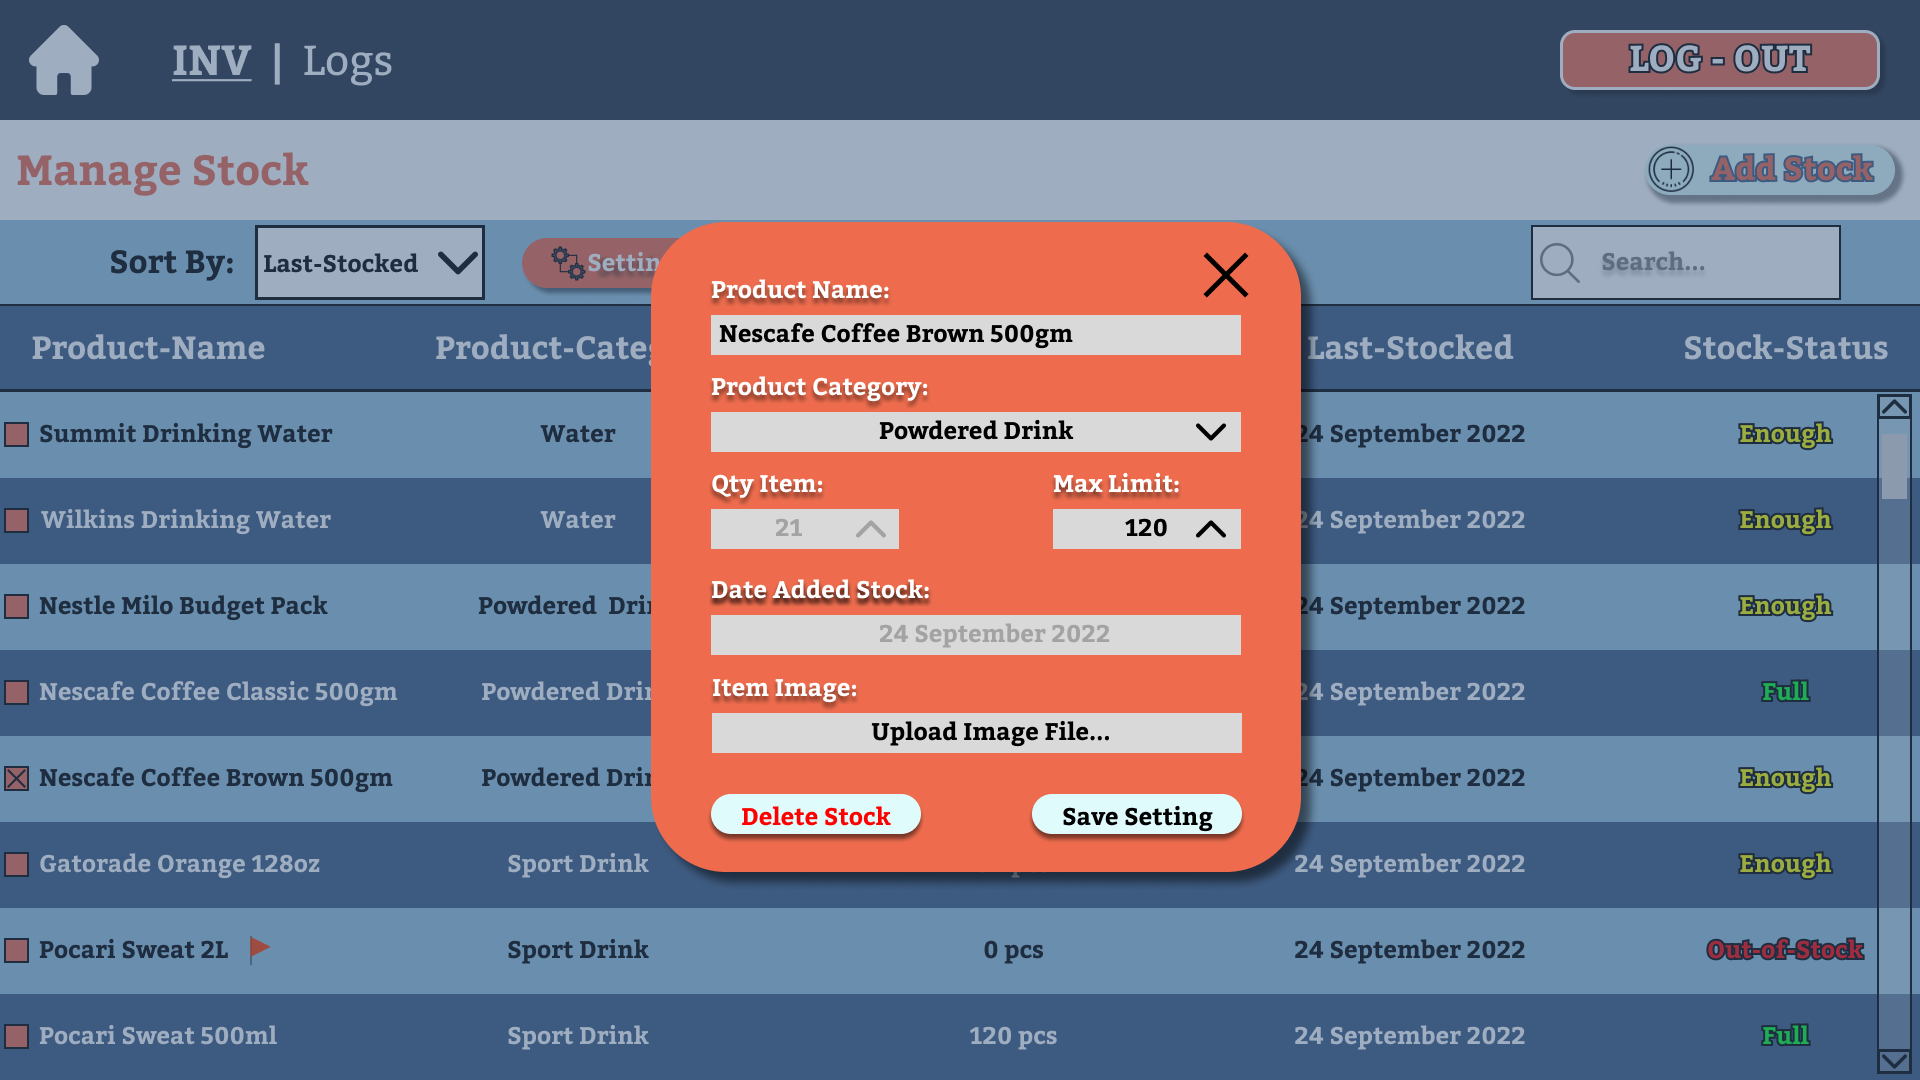 INV | Logs
LOG - OUT
Manage Stock
Add Stock
Sort By:
Last-Stocked
Settin
Search...
Product-Name
Product-Categ
Last-Stocked
Stock-Status
Summit Drinking Water
Water
24 September 2022
Enough
Wilkins Drinking Water
Water
24 September 2022
Enough
Nestle Milo Budget Pack
Powdered Drin
24 September 2022
Enough
Nescafe Coffee Classic 500gm
Powdered Drin
24 September 2022
Full
Nescafe Coffee Brown 500gm
Powdered Drin
24 September 2022
Enough
Gatorade Orange 128oz
Sport Drink
24 September 2022
Enough
Pocari Sweat 2L
Sport Drink
0 pcs
24 September 2022
Out-of-Stock
Pocari Sweat 500ml
Sport Drink
120 pcs
24 September 2022
Full
Product Name:
Nescafe Coffee Brown 500gm
Product Category:
Powdered Drink
Qty Item:
Max Limit:
21
120
Date Added Stock:
24 September 2022
Item Image:
Upload Image File...
Delete Stock
Save Setting